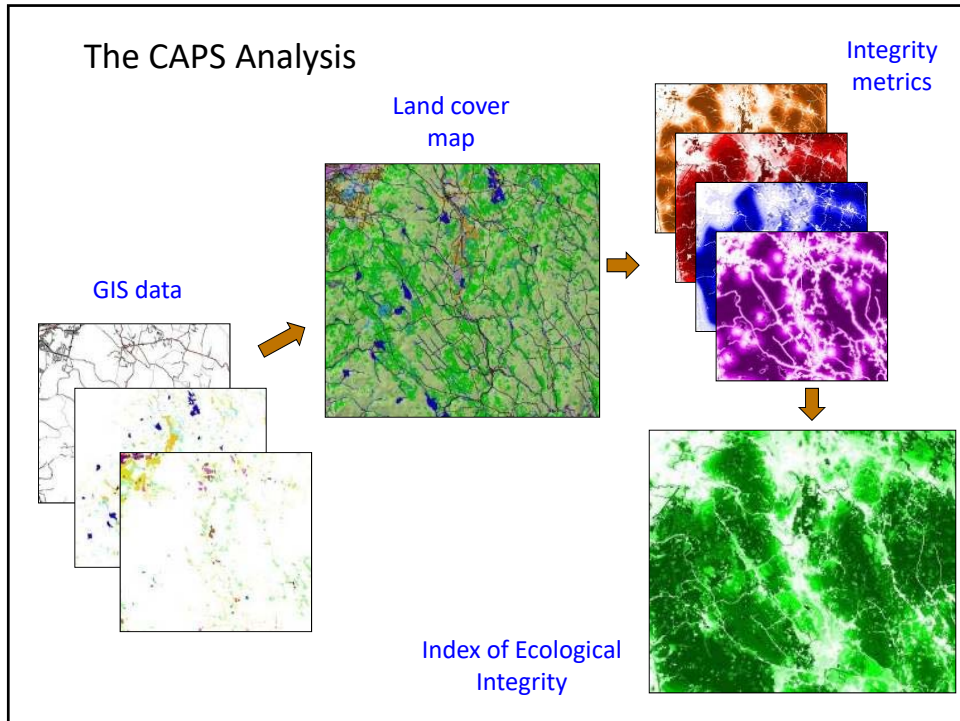 The CAPS Analysis
GIS data
Land cover
map
Integrity
metrics
Index of Ecological
Integrity